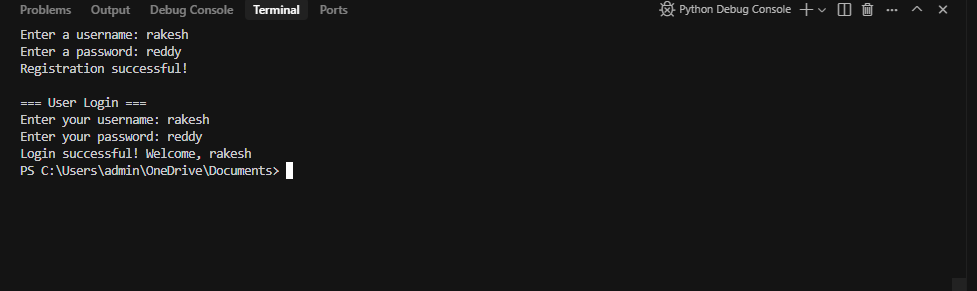 Problems Output Debug Console Terminal Ports Python Debug Console
Enter a username: rakesh
Enter a password: reddy
Registration successful!
=== User Login ===
Enter your username: rakesh
Enter your password: reddy
Login successful! Welcome, rakesh
PS C:\Users\admin\OneDrive\Documents>